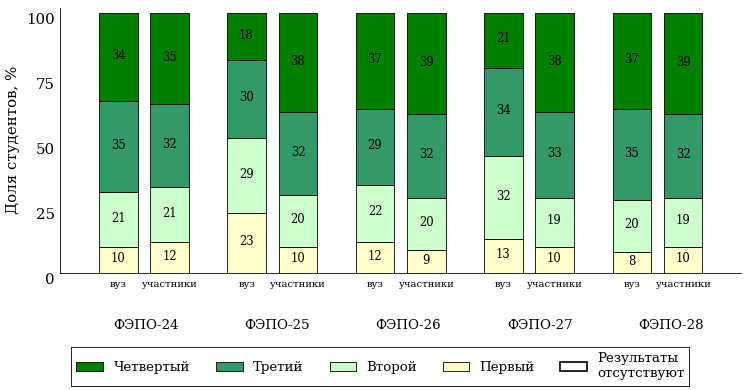 Доля студентов, %
100
75
50
25
0
34 35 18 38 37 39 21 38 37 39
35 32 30 32 29 32 34 33 35 32
21 21 29 20 22 20 32 19 20 19
10 12 23 10 12 9 13 10 8 10
вуз участники вуз участники вуз участники вуз участники вуз участники
ФЭПО-24 ФЭПО-25 ФЭПО-26 ФЭПО-27 ФЭПО-28
Четвертый Третий Второй Первый Результаты
отсутствуют